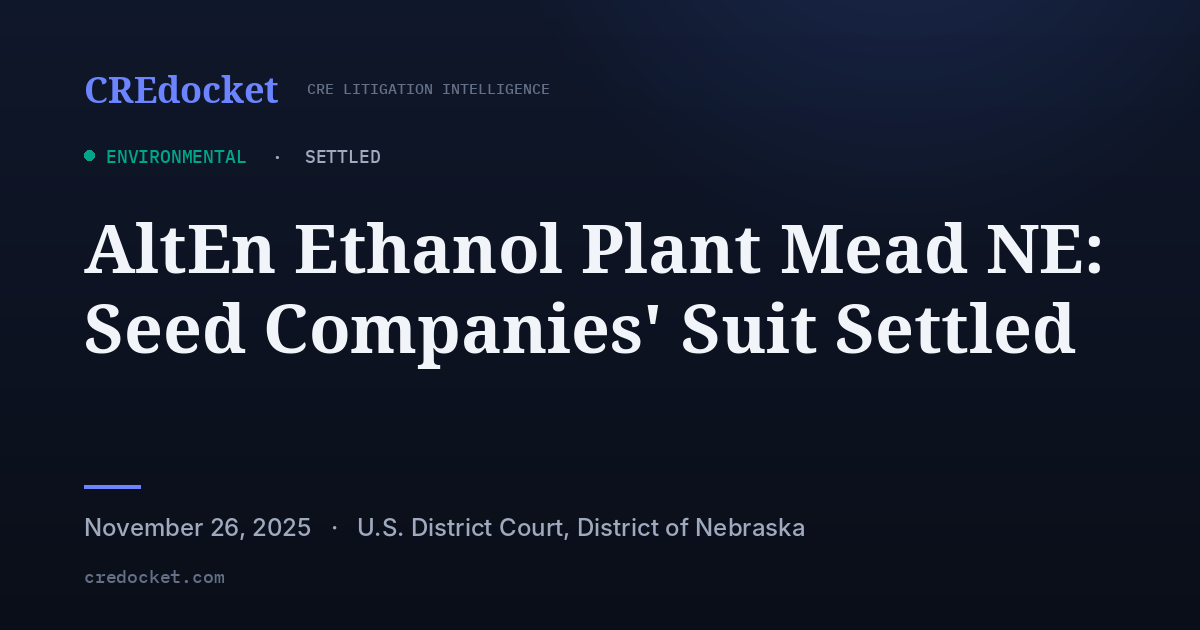 CREdocket CRE LITIGATION INTELLIGENCE
ENVIRONMENTAL · SETTLED
AltEn Ethanol Plant Mead NE:
Seed Companies' Suit Settled
November 26, 2025 · U.S. District Court, District of Nebraska
credocket.com